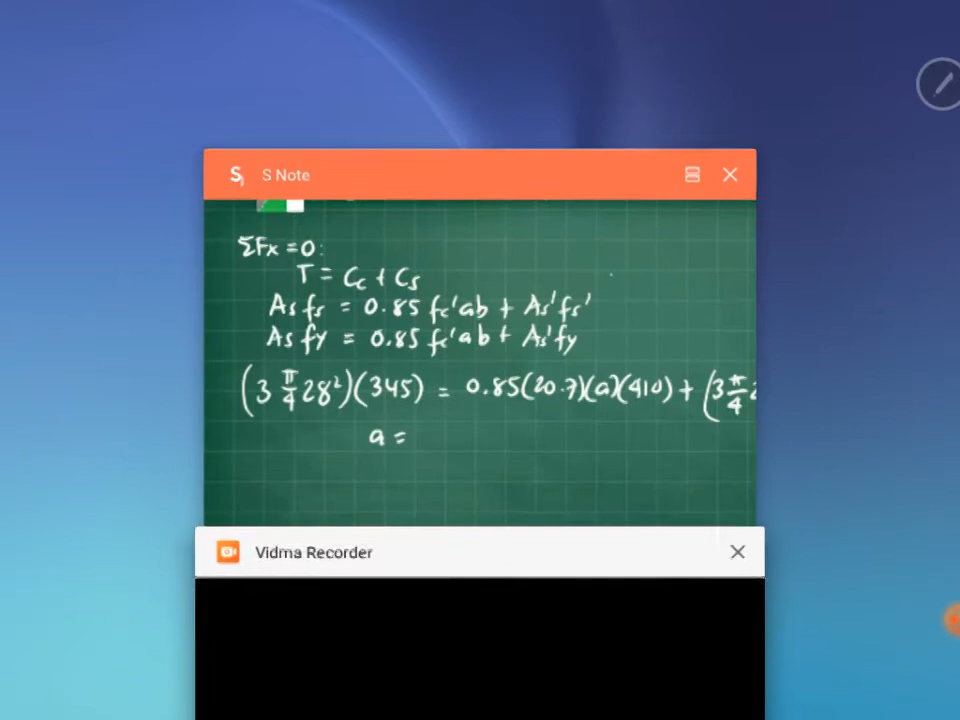 S Note
ΣFx = 0:
T = Cc + Cs
As fs = 0.85 fc'ab + As'fs'
As fy = 0.85 fc'ab + As'fy
(3 π/4 28²)(345) = 0.85(20.7)(a)(410) + (3 π/4 2
a =
Vidma Recorder